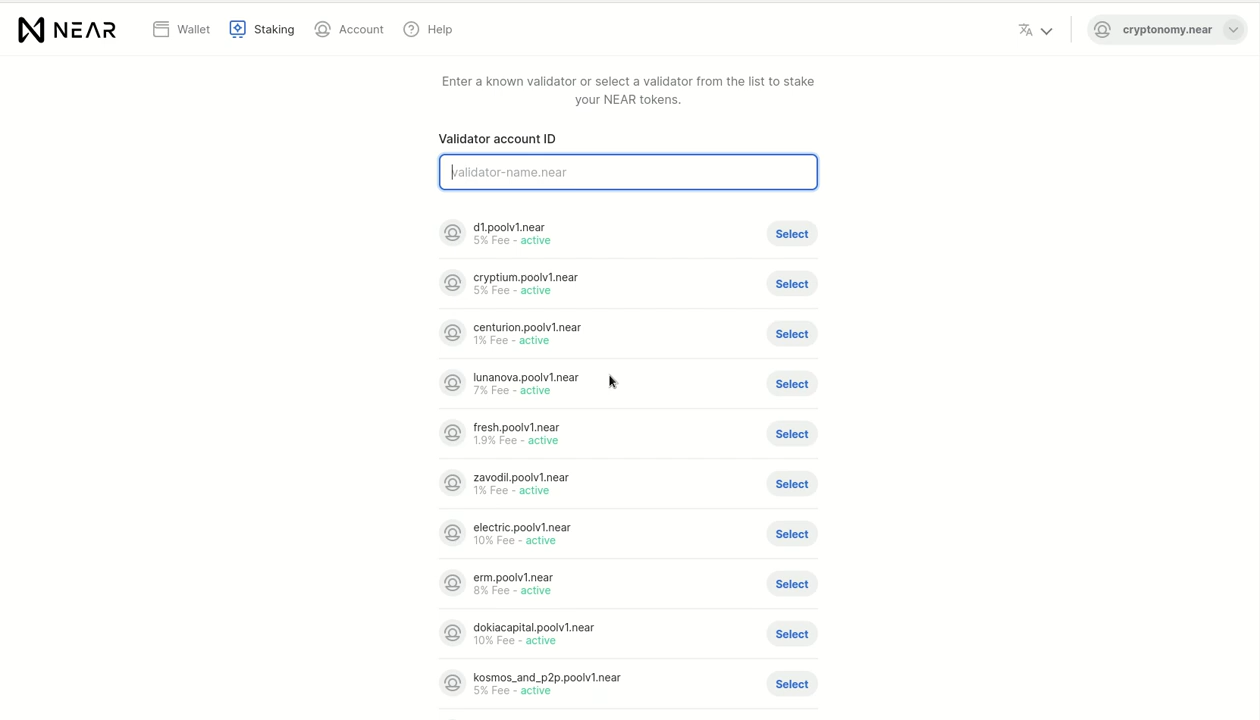 NEAR
Wallet
Staking
Account
Help
cryptonomy.near
Enter a known validator or select a validator from the list to stake
your NEAR tokens.
Validator account ID
validator-name.near
d1.poolv1.near
5% Fee - active
Select
cryptium.poolv1.near
5% Fee - active
Select
centurion.poolv1.near
1% Fee - active
Select
lunanova.poolv1.near
7% Fee - active
Select
fresh.poolv1.near
1.9% Fee - active
Select
zavodil.poolv1.near
1% Fee - active
Select
electric.poolv1.near
10% Fee - active
Select
erm.poolv1.near
8% Fee - active
Select
dokiacapital.poolv1.near
10% Fee - active
Select
kosmos_and_p2p.poolv1.near
5% Fee - active
Select